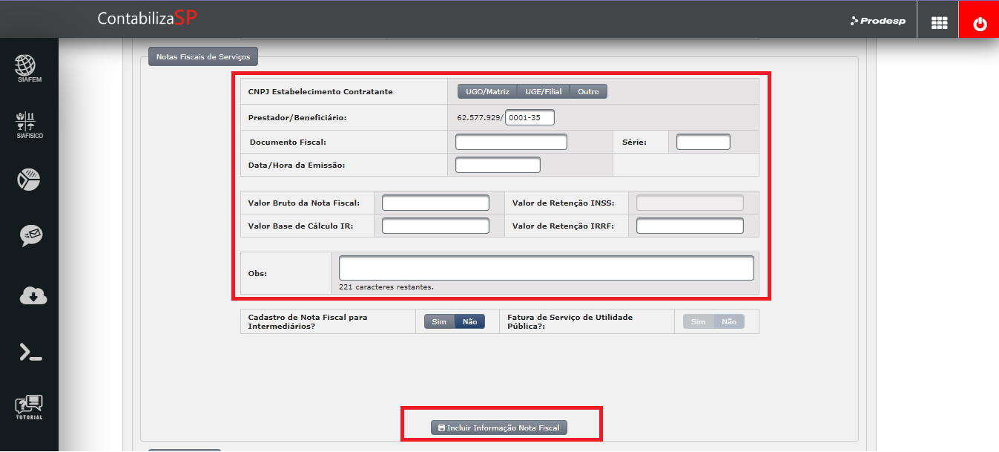 ContabilizaSP
Prodesp
SIAFEM
SIAFISICO
TUTORIAL
Notas Fiscais de Serviços
CNPJ Estabelecimento Contratante UGO/Matriz UGE/Filial Outro
Prestador/Beneficiário: 62.577.929/ 0001-35
Documento Fiscal: Série:
Data/Hora da Emissão:
Valor Bruto da Nota Fiscal: Valor de Retenção INSS:
Valor Base de Cálculo IR: Valor de Retenção IRRF:
Obs:
221 caracteres restantes.
Cadastro de Nota Fiscal para
Intermediários?
Sim Não
Fatura de Serviço de Utilidade
Pública?:
Sim Não
Incluir Informação Nota Fiscal